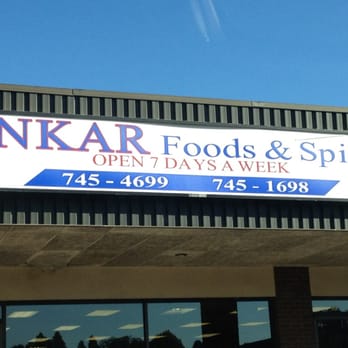 NKAR Foods & Spi
OPEN 7 DAYS A WEEK
745 - 4699 745 - 1698